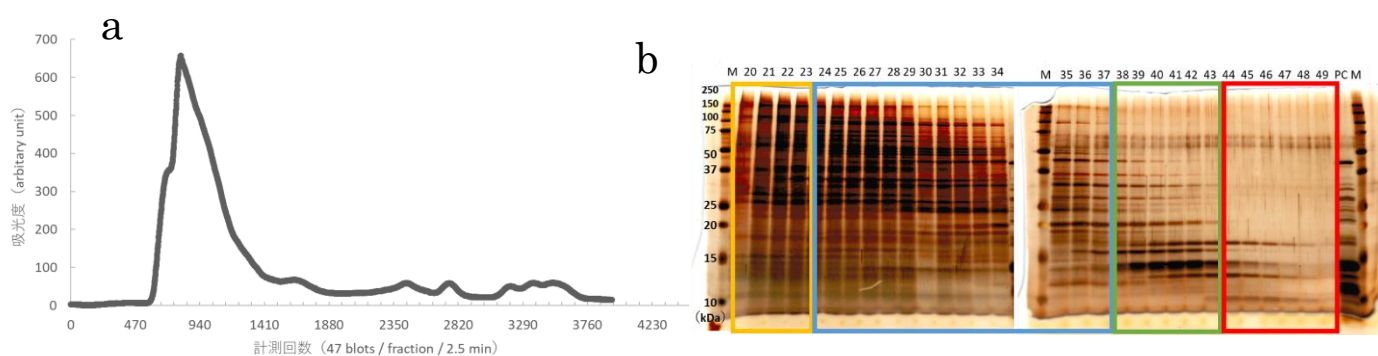 a
700
600
500
400
300
200
100
0
吸光度（arbitary unit）
0 470 940 1410 1880 2350 2820 3290 3760 4230
計測回数（47 blots / fraction / 2.5 min）
b
M 20 21 22 23 24 25 26 27 28 29 30 31 32 33 34
M 35 36 37 38 39 40 41 42 43 44 45 46 47 48 49 PC M
250
150
100
75
50
37
25
20
15
10
(kDa)